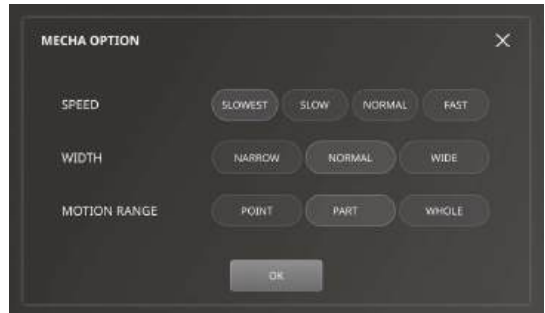 MECHA OPTION
SPEED SLOWEST SLOW NORMAL FAST
WIDTH NARROW NORMAL WIDE
MOTION RANGE POINT PART WHOLE
OK